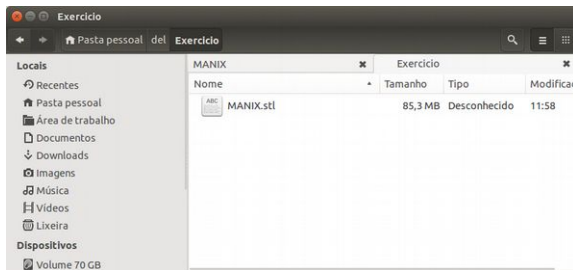 Exercicio
Pasta pessoal del Exercicio
Locais
Recentes
Pasta pessoal
Área de trabalho
Documentos
Downloads
Imagens
Música
Vídeos
Lixeira
Dispositivos
Volume 70 GB
MANIX Exercicio
Nome Tamanho Tipo Modificac
ABC MANIX.stl 85,3 MB Desconhecido 11:58